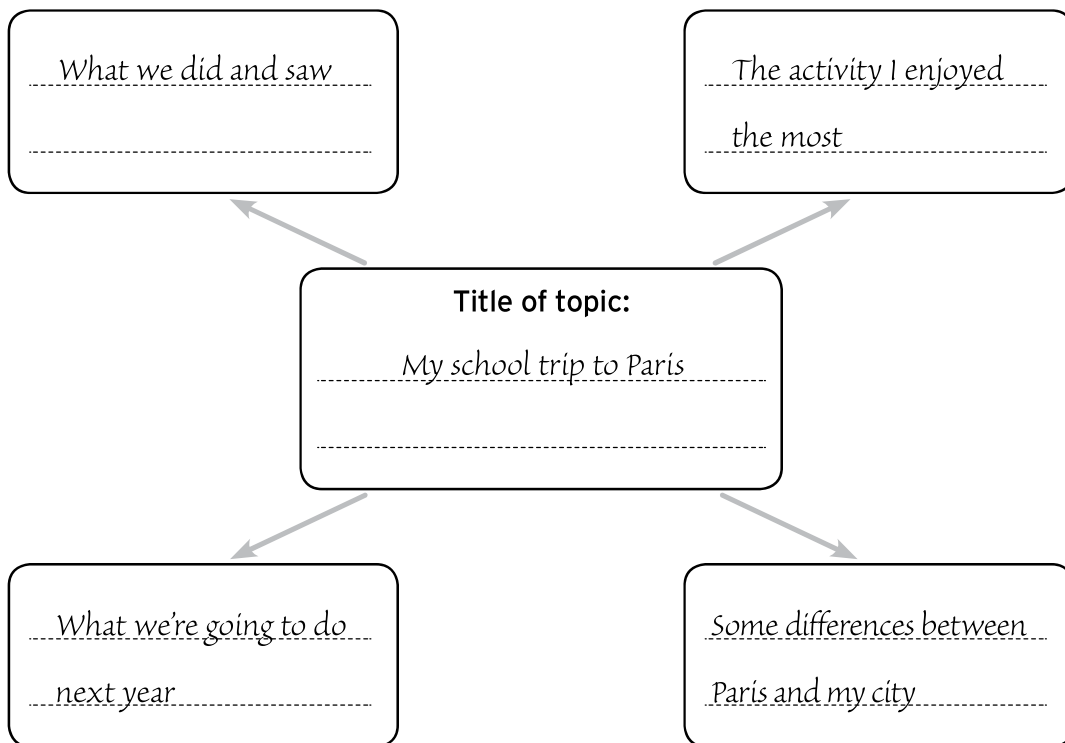 What we did and saw
The activity I enjoyed
the most
Title of topic:
My school trip to Paris
What we're going to do
next year
Some differences between
Paris and my city